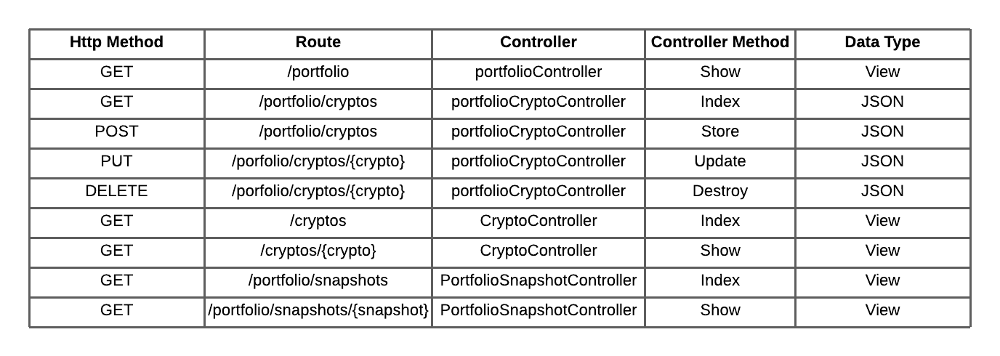 Http Method Route Controller Controller Method Data Type
GET /portfolio portfolioController Show View
GET /portfolio/cryptos portfolioCryptoController Index JSON
POST /portfolio/cryptos portfolioCryptoController Store JSON
PUT /porfolio/cryptos/{crypto} portfolioCryptoController Update JSON
DELETE /porfolio/cryptos/{crypto} portfolioCryptoController Destroy JSON
GET /cryptos CryptoController Index View
GET /cryptos/{crypto} CryptoController Show View
GET /portfolio/snapshots PortfolioSnapshotController Index View
GET /portfolio/snapshots/{snapshot} PortfolioSnapshotController Show View